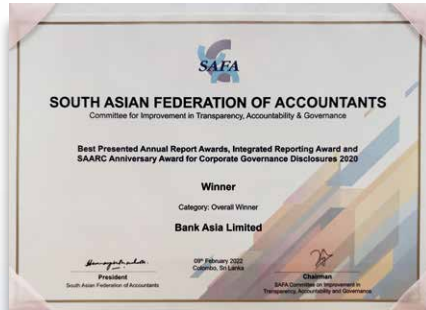 SAFA
SOUTH ASIAN FEDERATION OF ACCOUNTANTS
Committee for Improvement in Transparency, Accountability & Governance
Best Presented Annual Report Awards, Integrated Reporting Award and
SAARC Anniversary Award for Corporate Governance Disclosures 2020
Winner
Category: Overall Winner
Bank Asia Limited
09th February 2022
Colombo, Sri Lanka
President
South Asian Federation of Accountants
Chairman
SAFA Committee on Improvement in
Transparency, Accountability and Governance